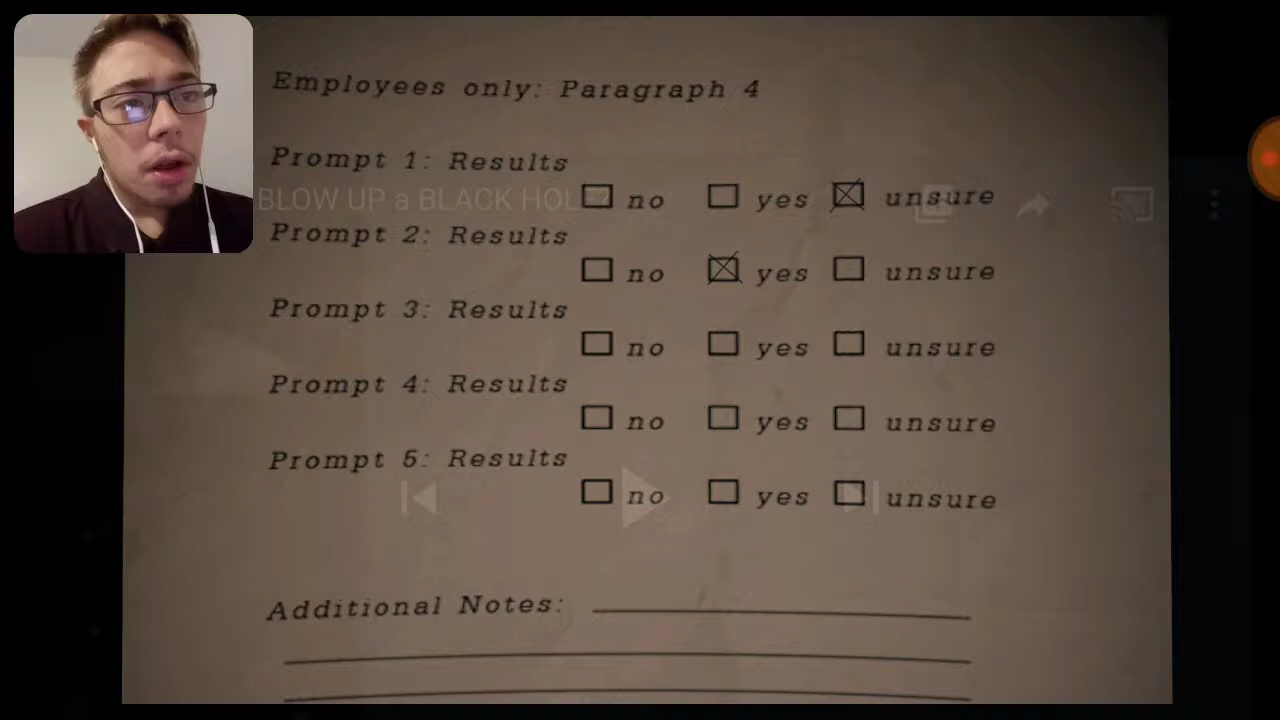 Employees only: Paragraph 4
Prompt 1: Results
no yes unsure
BLOW UP a BLACK HOLE?
Prompt 2: Results
no yes unsure
Prompt 3: Results
no yes unsure
Prompt 4: Results
no yes unsure
Prompt 5: Results
no yes unsure
Additional Notes: